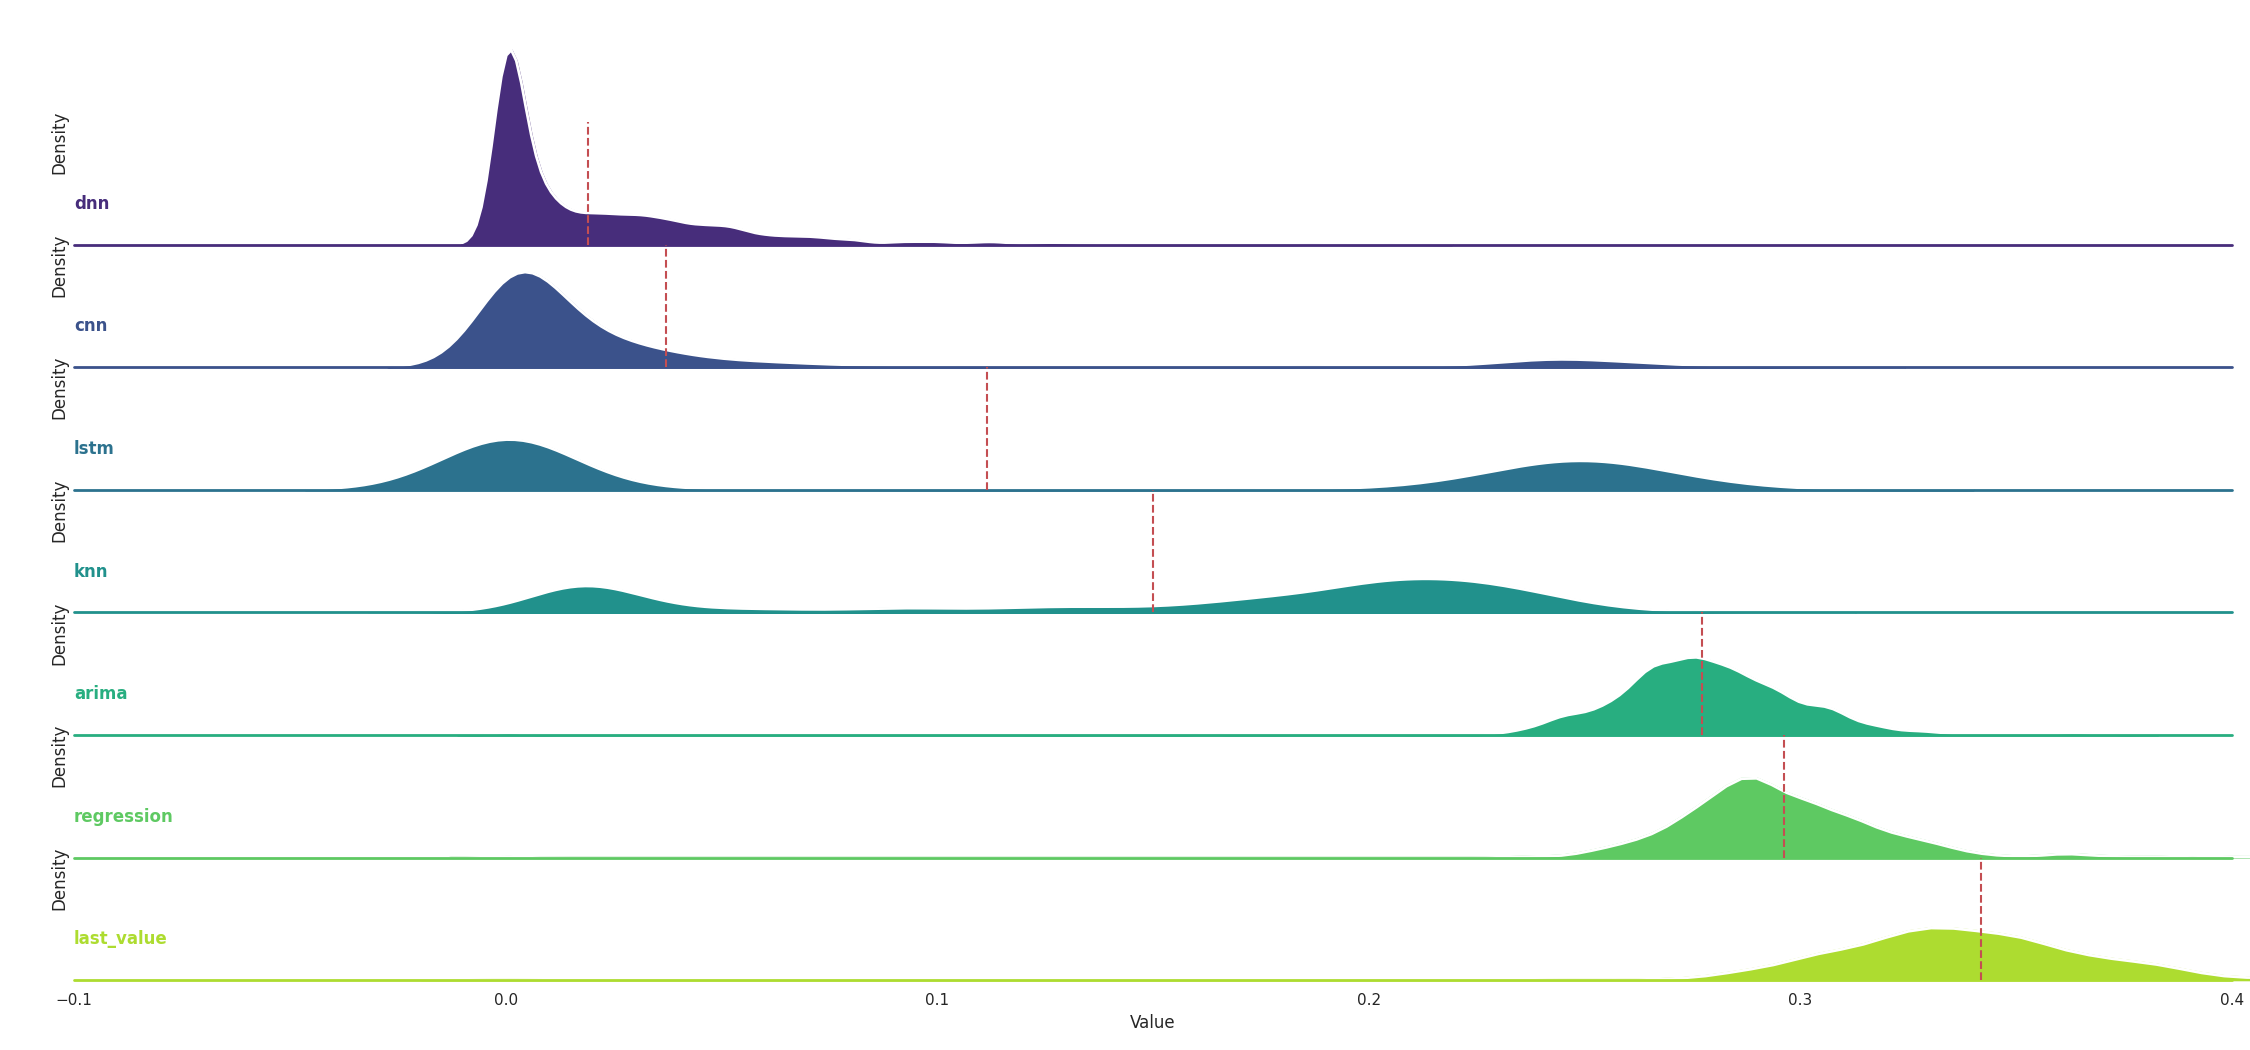 Density
dnn
Density
cnn
Density
lstm
Density
knn
Density
arima
Density
regression
Density
last_value
−0.1 0.0 0.1 0.2 0.3 0.4
Value